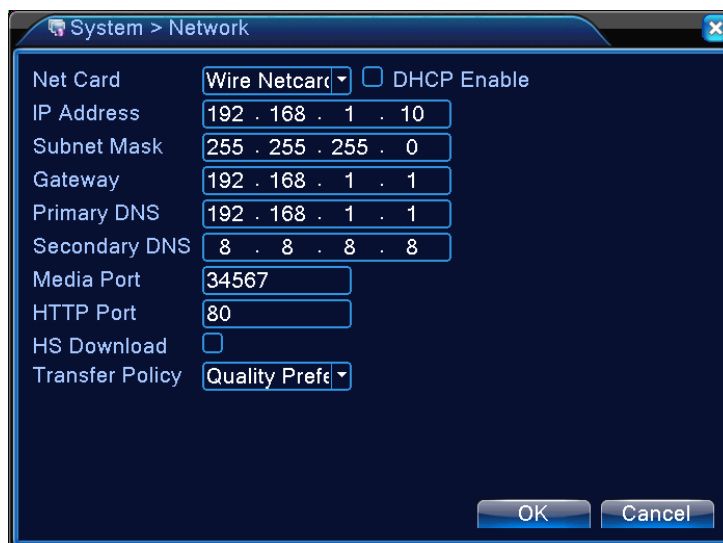 System > Network
Net Card Wire Netcar DHCP Enable
IP Address 192 . 168 . 1 . 10
Subnet Mask 255 . 255 . 255 . 0
Gateway 192 . 168 . 1 . 1
Primary DNS 192 . 168 . 1 . 1
Secondary DNS 8 . 8 . 8 . 8
Media Port 34567
HTTP Port 80
HS Download
Transfer Policy Quality Prefe
OK Cancel